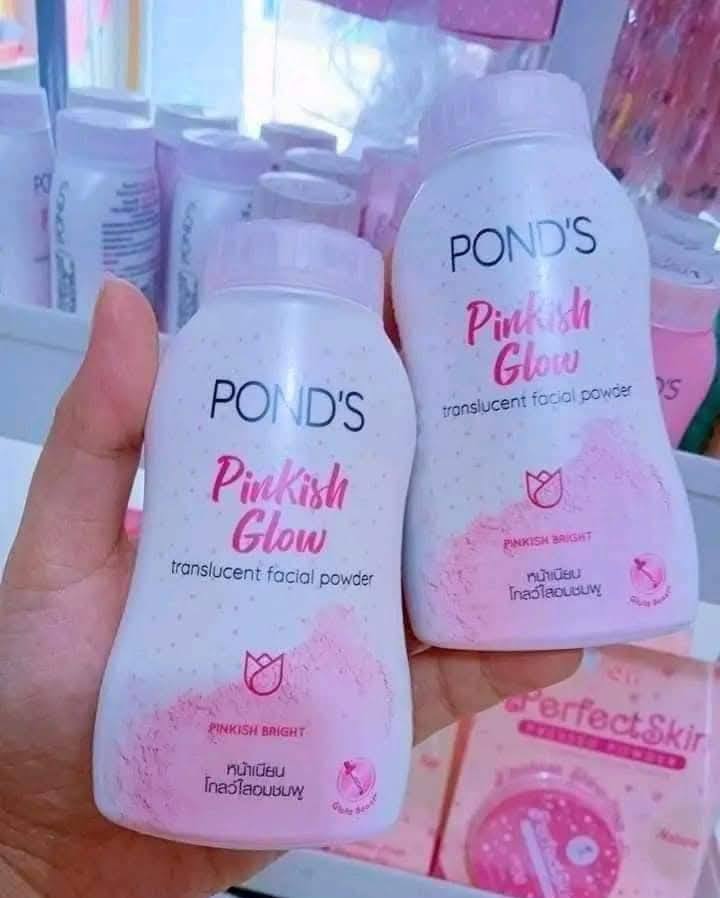 POND'S
Pinkish
Glow
translucent facial powder
PINKISH BRIGHT
หน้าเนียน
โกลว์ใสอมชมพู
POND'S
Pinkish
Glow
translucent facial powder
PINKISH BRIGHT
หน้าเนียน
โกลว์ใสอมชมพู
POND'S
PerfectSkin